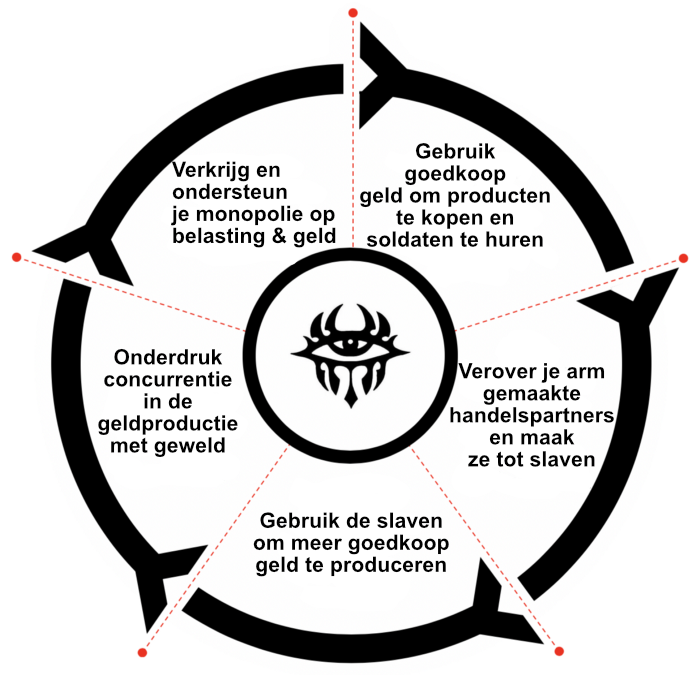 Gebruik
goedkoop
geld om producten
te kopen en
soldaten te huren
Verover je arm
gemaakte
handelspartners
en maak
ze tot slaven
Gebruik de slaven
om meer goedkoop
geld te produceren
Onderdruk
concurrentie
in de
geldproductie
met geweld
Verkrijg en
ondersteun
je monopolie op
belasting & geld